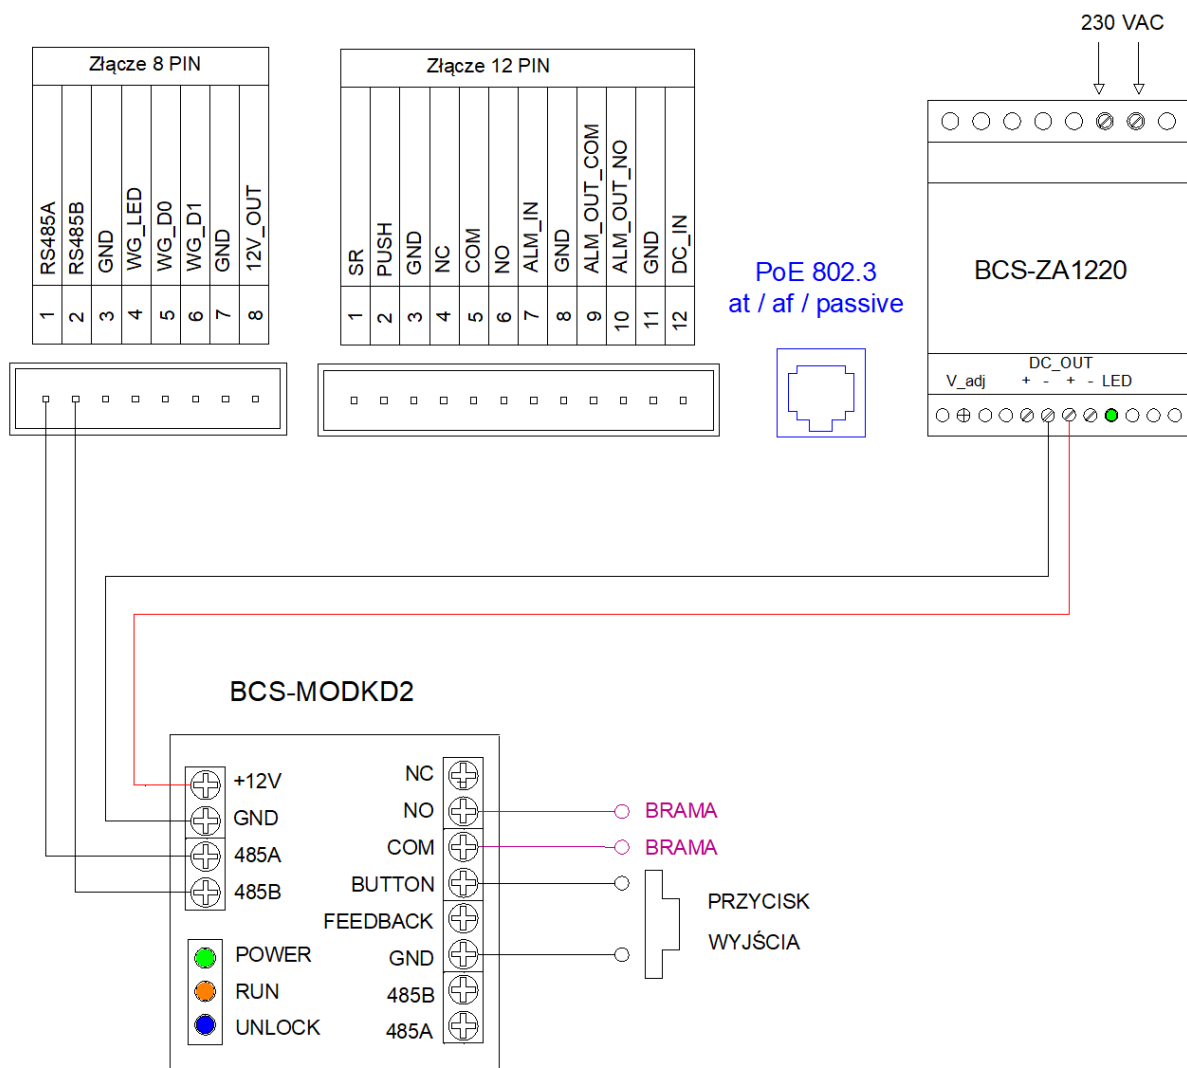 230 VAC
Złącze 8 PIN
RS485A
RS485B
GND
WG_LED
WG_D0
WG_D1
GND
12V_OUT
1
2
3
4
5
6
7
8
Złącze 12 PIN
SR
PUSH
GND
NC
COM
NO
ALM_IN
GND
ALM_OUT_COM
ALM_OUT_NO
GND
DC_IN
1
2
3
4
5
6
7
8
9
10
11
12
PoE 802.3
at / af / passive
BCS-ZA1220
DC_OUT
V_adj + - + - LED
BCS-MODKD2
+12V
GND
485A
485B
POWER
RUN
UNLOCK
NC
NO
COM
BUTTON
FEEDBACK
GND
485B
485A
BRAMA
BRAMA
PRZYCISK
WYJŚCIA